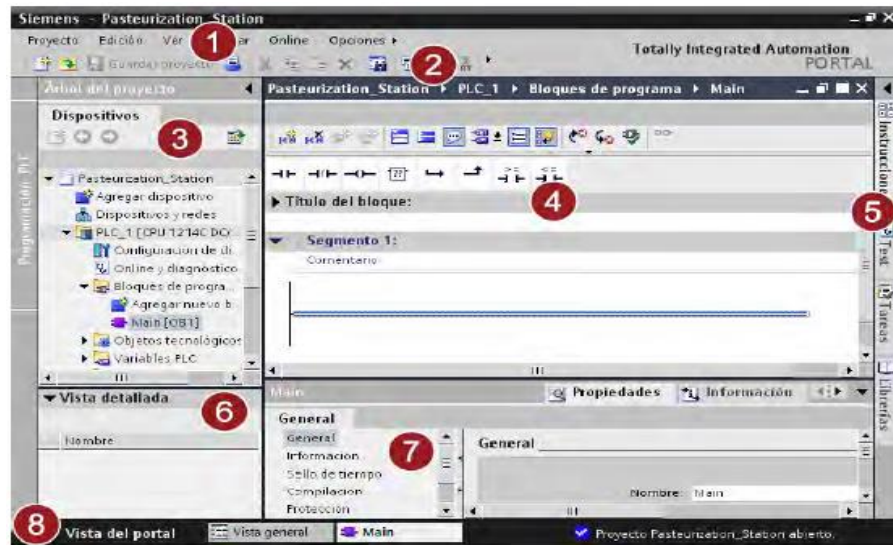 Siemens - Pasteurization_Station
Proyecto Edición Ver 1 Online Opciones
Totally Integrated Automation
PORTAL
Guardar proyecto 2
Árbol del proyecto
Pasteurization_Station PLC_1 Bloques de programa Main
Dispositivos
3
Programación PLC
Pasteurization_Station
Agregar dispositivo
Dispositivos y redes
PLC_1 [CPU 1214C DC/
Configuración de di
Online y diagnóstico
Bloques de progra...
Agregar nuevo b
Main [OB1]
Objetos tecnológicos
Variables PLC
4
Título del bloque:
Segmento 1:
Comentario
5
Instrucciones
Test
Tareas
Librerías
Vista detallada
6
Nombre
Main
Propiedades
Información
General
General
Información
Sello de tiempo
Compilación
Protección
7
General
Nombre: Main
8
Vista del portal
Vista general
Main
Proyecto Pasteurization_Station abierto.